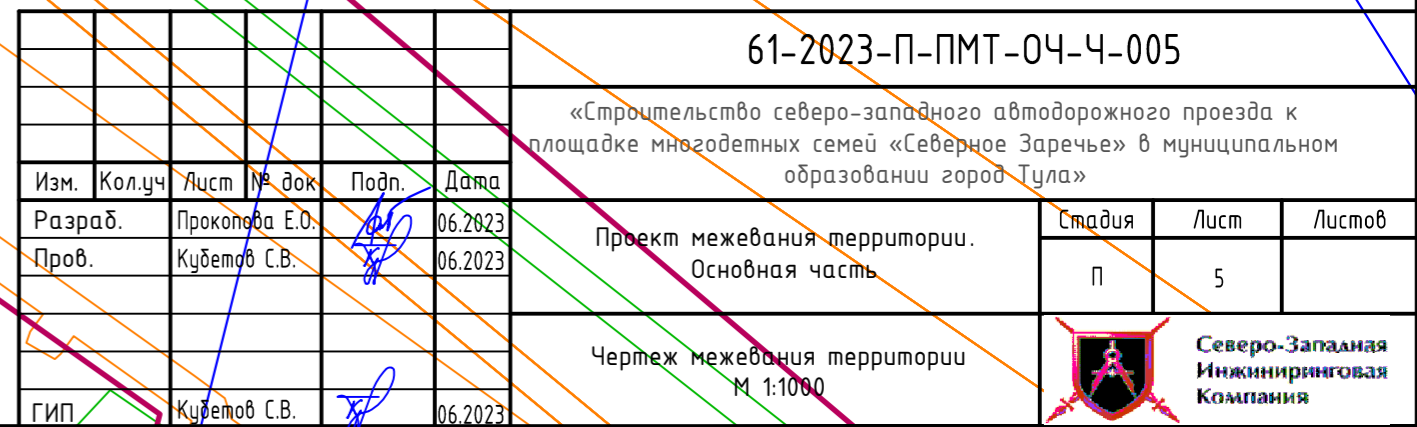 61-2023-П-ПМТ-ОЧ-Ч-005
«Строительство северо-западного автодорожного проезда к
площадке многодетных семей «Северное Заречье» в муниципальном
образовании город Тула»
Изм. Кол.уч Лист № док Подп. Дата
Разраб. Прокопова Е.О. 06.2023
Пров. Кубетов С.В. 06.2023
ГИП Кубетов С.В. 06.2023
Проект межевания территории.
Основная часть
Стадия Лист Листов
П 5
Чертеж межевания территории
М 1:1000
Северо-Западная
Инжиниринговая
Компания